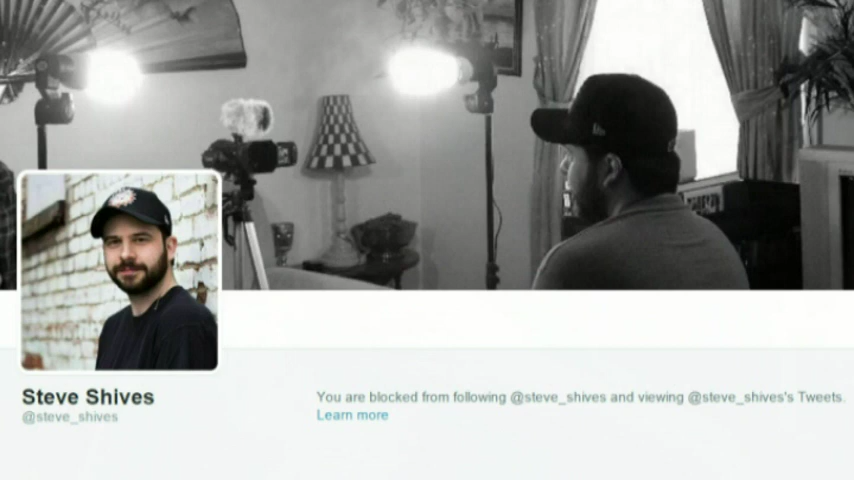 Steve Shives
@steve_shives
You are blocked from following @steve_shives and viewing @steve_shives's Tweets.
Learn more